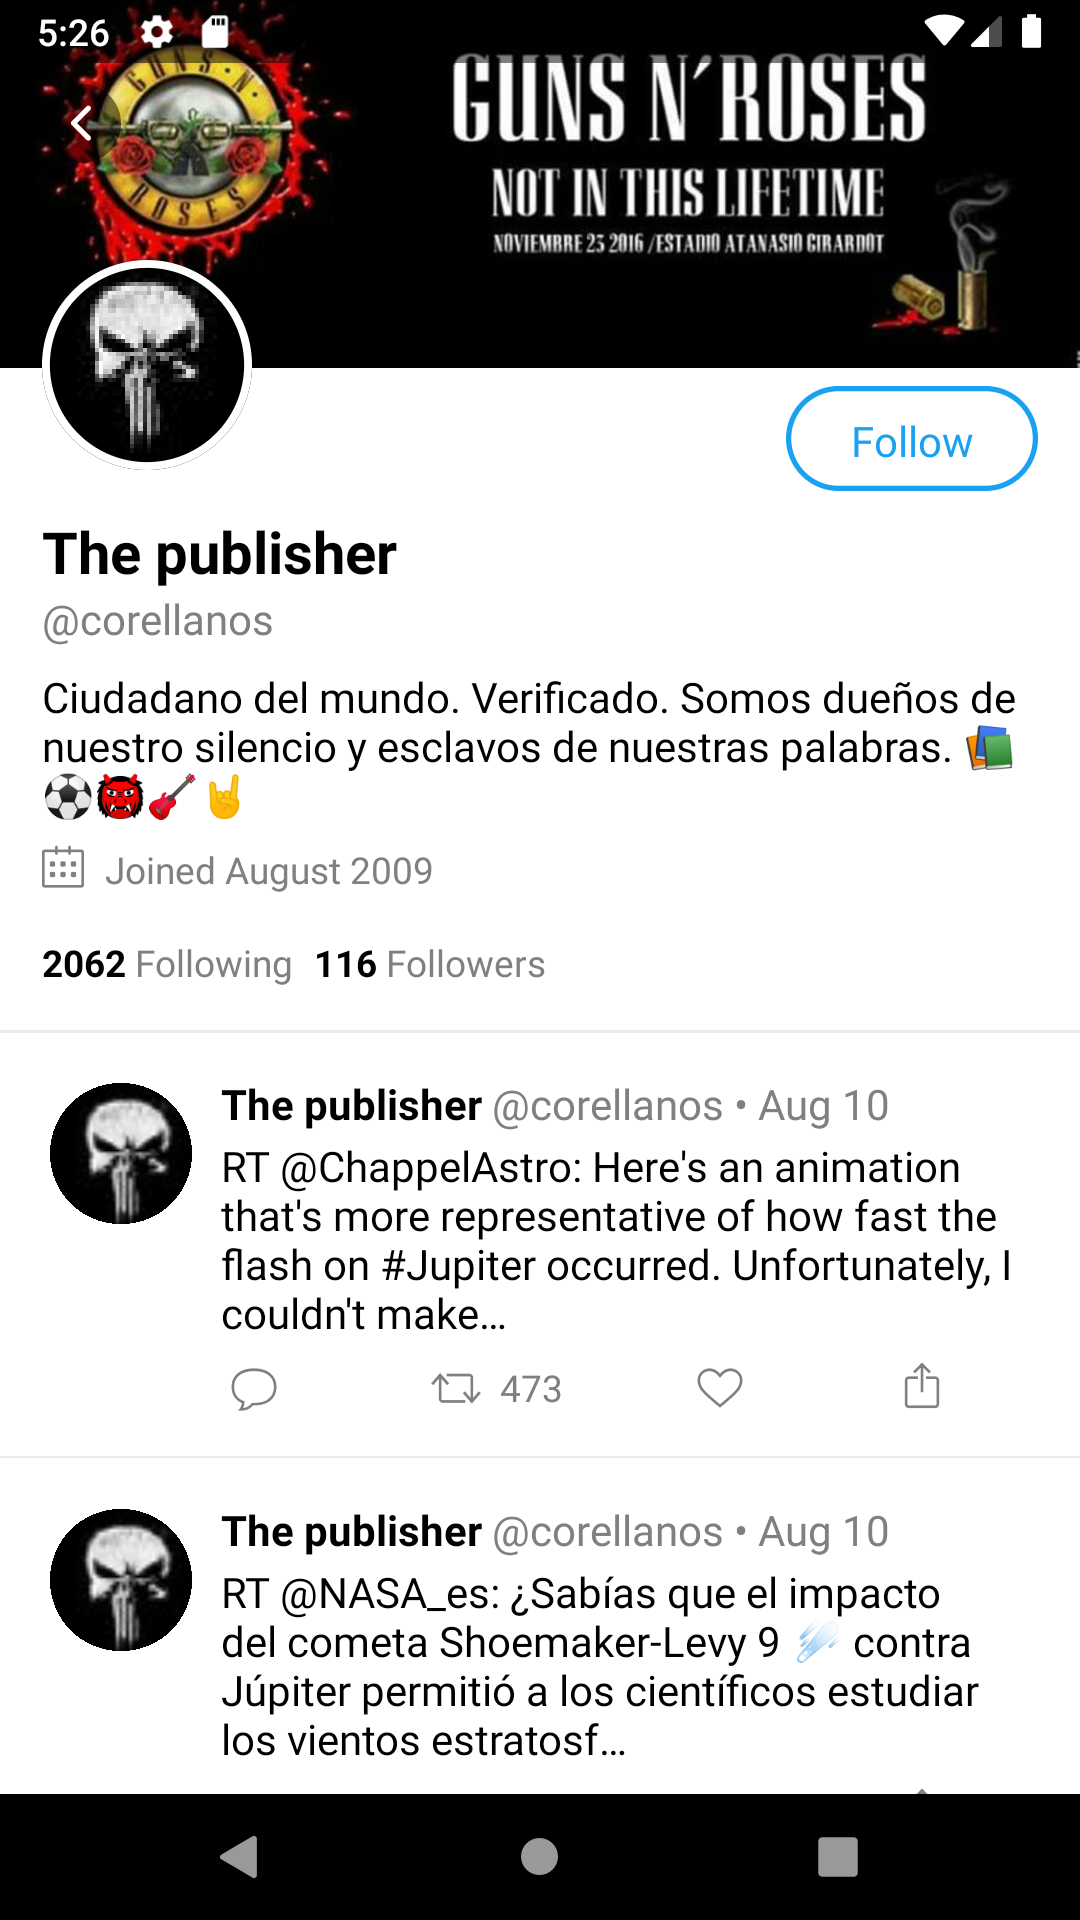 5:26
GUNS N' ROSES
GUNS N´ROSES
NOT IN THIS LIFETIME
NOVIEMBRE 23 2016 /ESTADIO ATANASIO GIRARDOT
Follow
The publisher
@corellanos
Ciudadano del mundo. Verificado. Somos dueños de
nuestro silencio y esclavos de nuestras palabras. 📚
⚽👹🎸🤘
Joined August 2009
2062 Following 116 Followers
The publisher @corellanos • Aug 10
RT @ChappelAstro: Here's an animation
that's more representative of how fast the
flash on #Jupiter occurred. Unfortunately, I
couldn't make…
473
The publisher @corellanos • Aug 10
RT @NASA_es: ¿Sabías que el impacto
del cometa Shoemaker-Levy 9 ☄️ contra
Júpiter permitió a los científicos estudiar
los vientos estratosf…